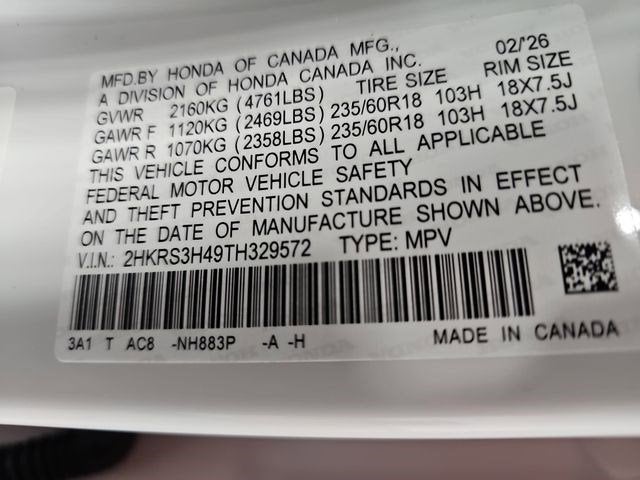 MFD.BY HONDA OF CANADA MFG., 02/'26
A DIVISION OF HONDA CANADA INC.
TIRE SIZE RIM SIZE
GVWR 2160KG (4761LBS)
GAWR F 1120KG (2469LBS) 235/60R18 103H 18X7.5J
GAWR R 1070KG (2358LBS) 235/60R18 103H 18X7.5J
THIS VEHICLE CONFORMS TO ALL APPLICABLE
FEDERAL MOTOR VEHICLE SAFETY
AND THEFT PREVENTION STANDARDS IN EFFECT
ON THE DATE OF MANUFACTURE SHOWN ABOVE.
V.I.N.: 2HKRS3H49TH329572 TYPE: MPV
3A1 T AC8 -NH883P -A -H MADE IN CANADA